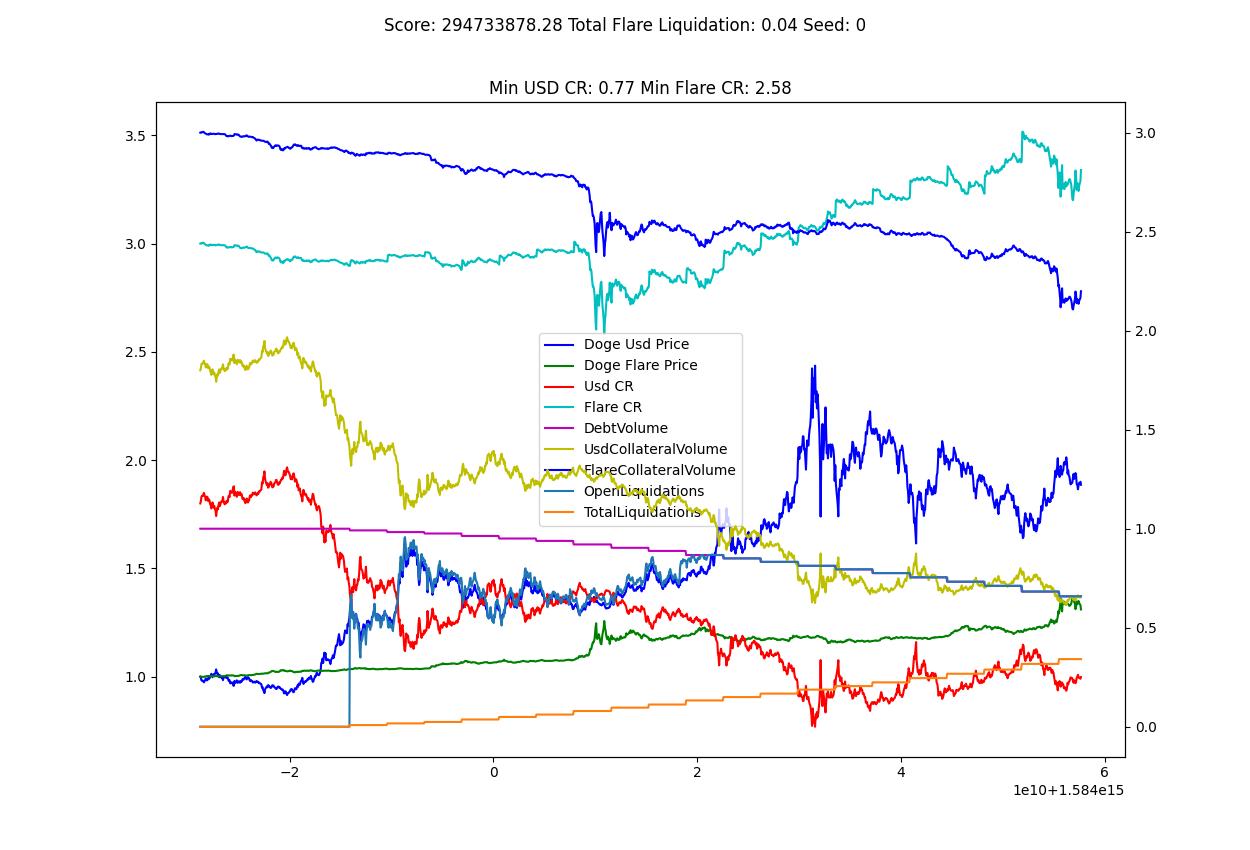 Score: 294733878.28 Total Flare Liquidation: 0.04 Seed: 0
Min USD CR: 0.77 Min Flare CR: 2.58
3.5
3.0
2.5
2.0
1.5
1.0
3.0
2.5
2.0
1.5
1.0
0.5
0.0
Doge Usd Price
Doge Flare Price
Usd CR
Flare CR
DebtVolume
UsdCollateralVolume
FlareCollateralVolume
OpenLiquidations
TotalLiquidations
−2 0 2 4 6
1e10+1.584e15